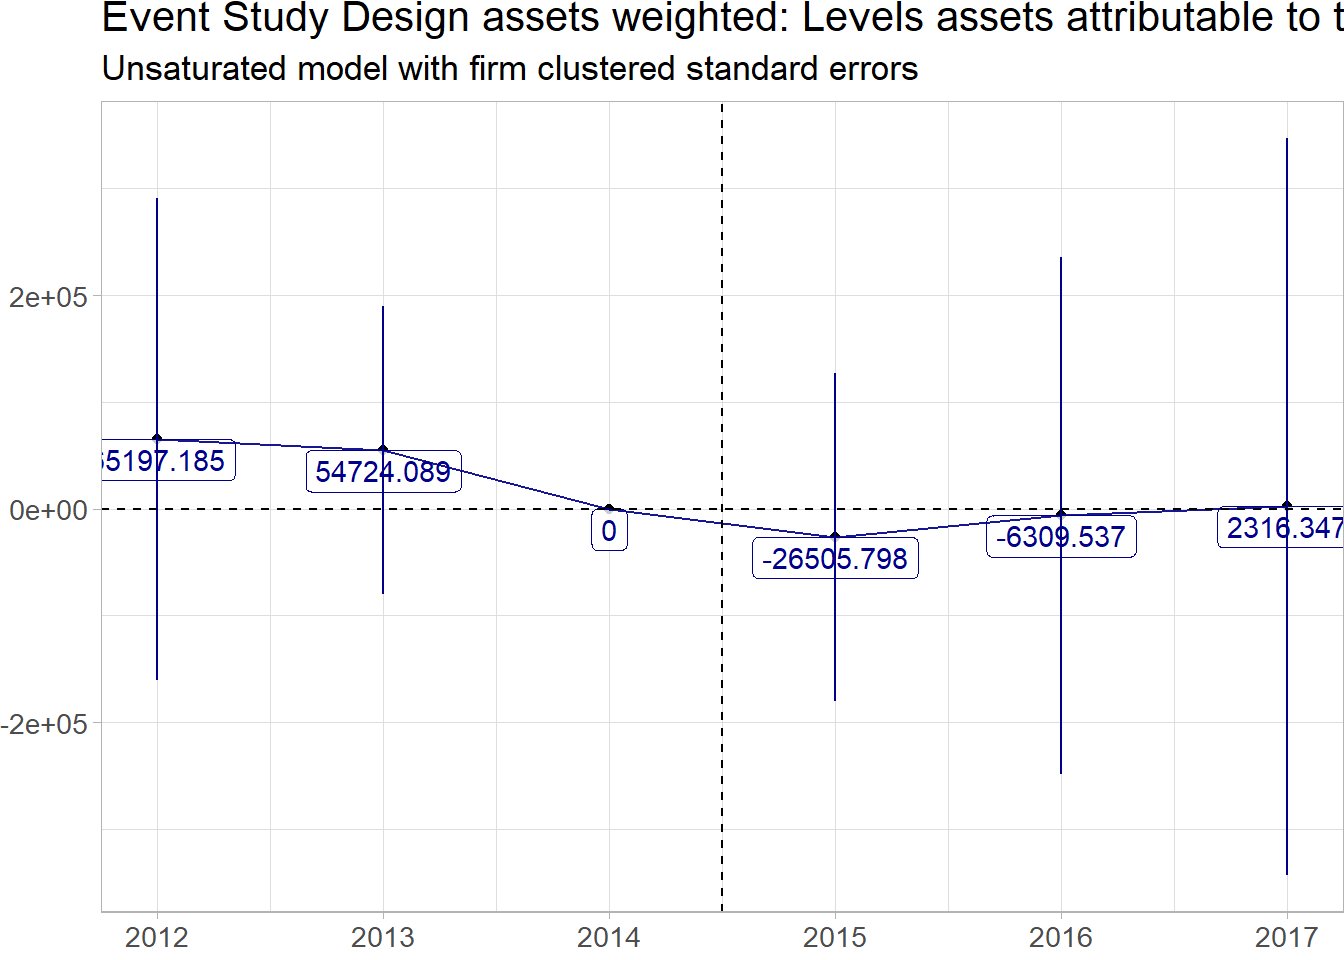 Event Study Design assets weighted: Levels assets attributable to t
Unsaturated model with firm clustered standard errors
2e+05
0e+00
-2e+05
65197.185
54724.089
0
-26505.798
-6309.537
2316.347
2012 2013 2014 2015 2016 2017